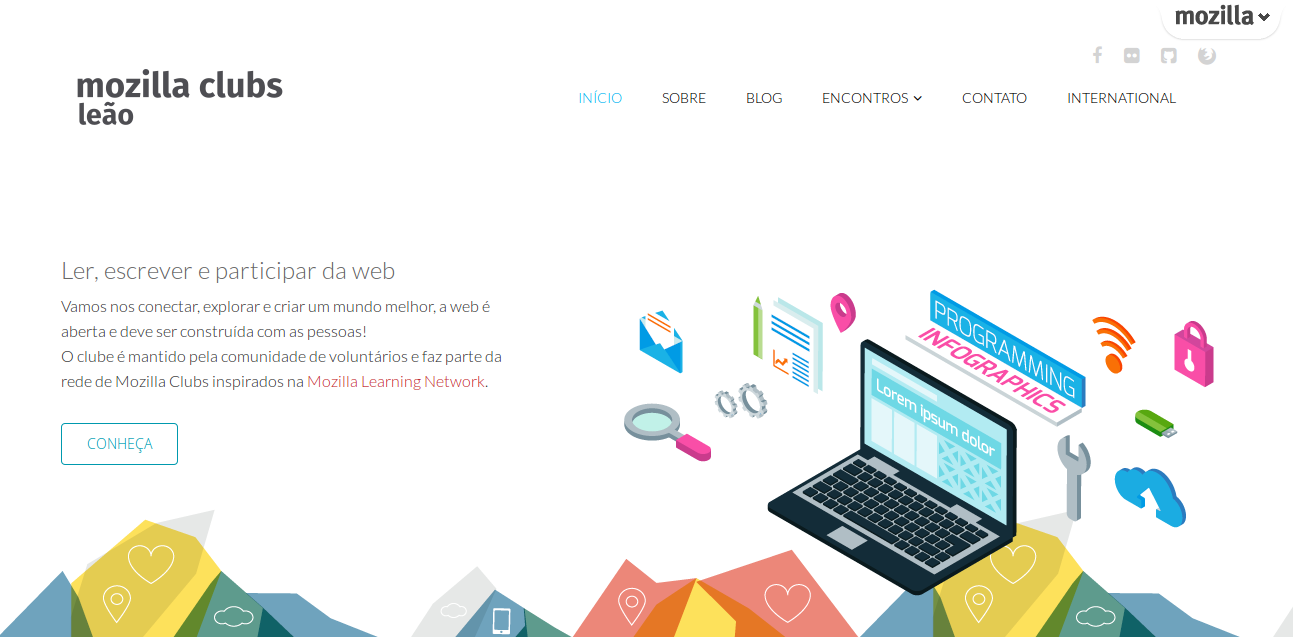 mozilla
mozilla clubs
leão
INÍCIO SOBRE BLOG ENCONTROS CONTATO INTERNATIONAL
Ler, escrever e participar da web
Vamos nos conectar, explorar e criar um mundo melhor, a web é
aberta e deve ser construída com as pessoas!
O clube é mantido pela comunidade de voluntários e faz parte da
rede de Mozilla Clubs inspirados na Mozilla Learning Network.
CONHEÇA
PROGRAMMING
INFOGRAPHICS
Lorem Ipsum dolor